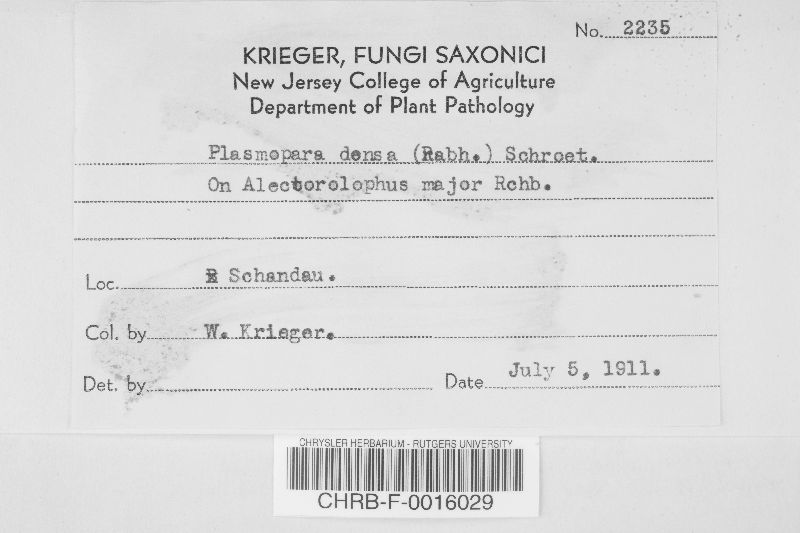 No. 2235
KRIEGER, FUNGI SAXONICI
New Jersey College of Agriculture
Department of Plant Pathology
Plasmopara densa (Rabh.) Schroet.
On Alectorolophus major Rchb.
Loc. Schandau.
Col. by W. Krieger.
Det. by
Date July 5, 1911.
CHRYSLER HERBARIUM - RUTGERS UNIVERSITY
CHRB-F-0016029